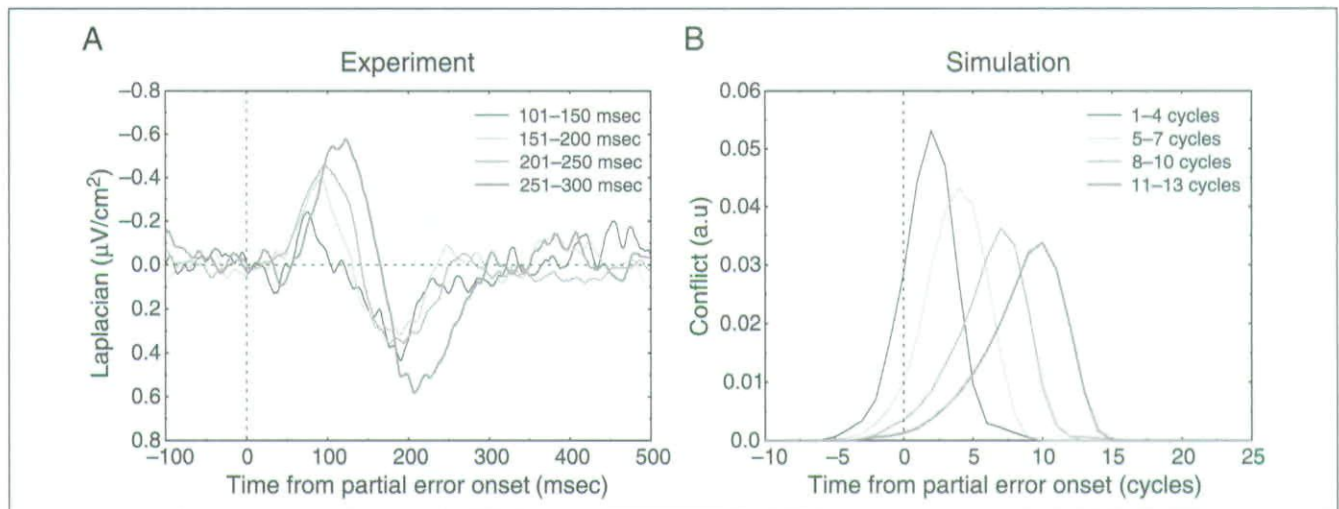 A
Experiment
−0.8
−0.6
−0.4
−0.2
0.0
0.2
0.4
0.6
0.8
Laplacian (μV/cm²)
101–150 msec
151–200 msec
201–250 msec
251–300 msec
−100
0
100
200
300
400
500
Time from partial error onset (msec)
B
Simulation
0.06
0.05
0.04
0.03
0.02
0.01
0.0
Conflict (a.u)
1–4 cycles
5–7 cycles
8–10 cycles
11–13 cycles
−10
−5
0
5
10
15
20
25
Time from partial error onset (cycles)